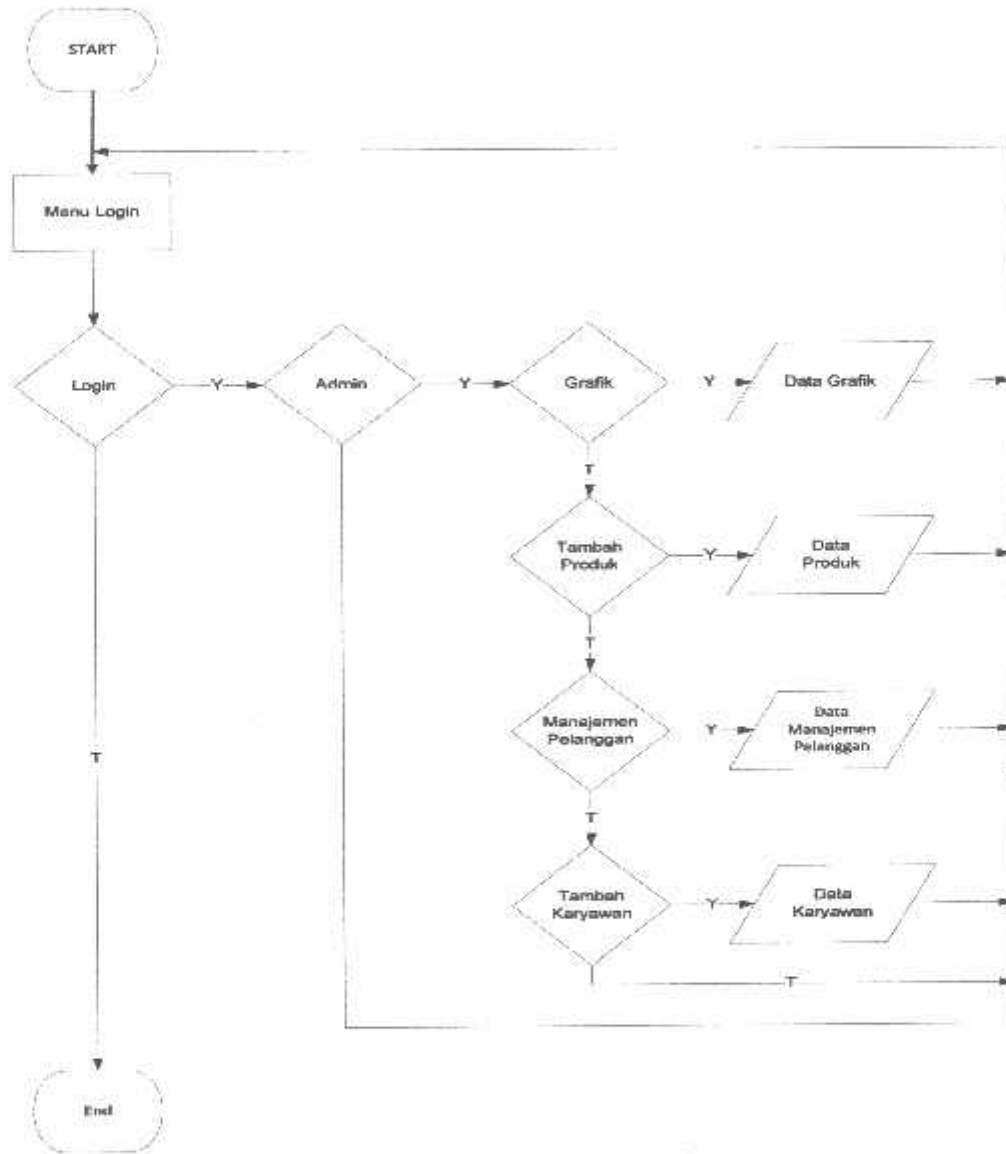 START
Manu Login
Login
Y
Admin
Y
Grafik
Y
Data Grafik
T
Tambah
Produk
Y
Data
Produk
T
Manajemen
Pelanggan
Y
Data
Manajemen
Pelanggan
T
T
Tambah
Karyawan
Y
Data
Karyawan
T
End